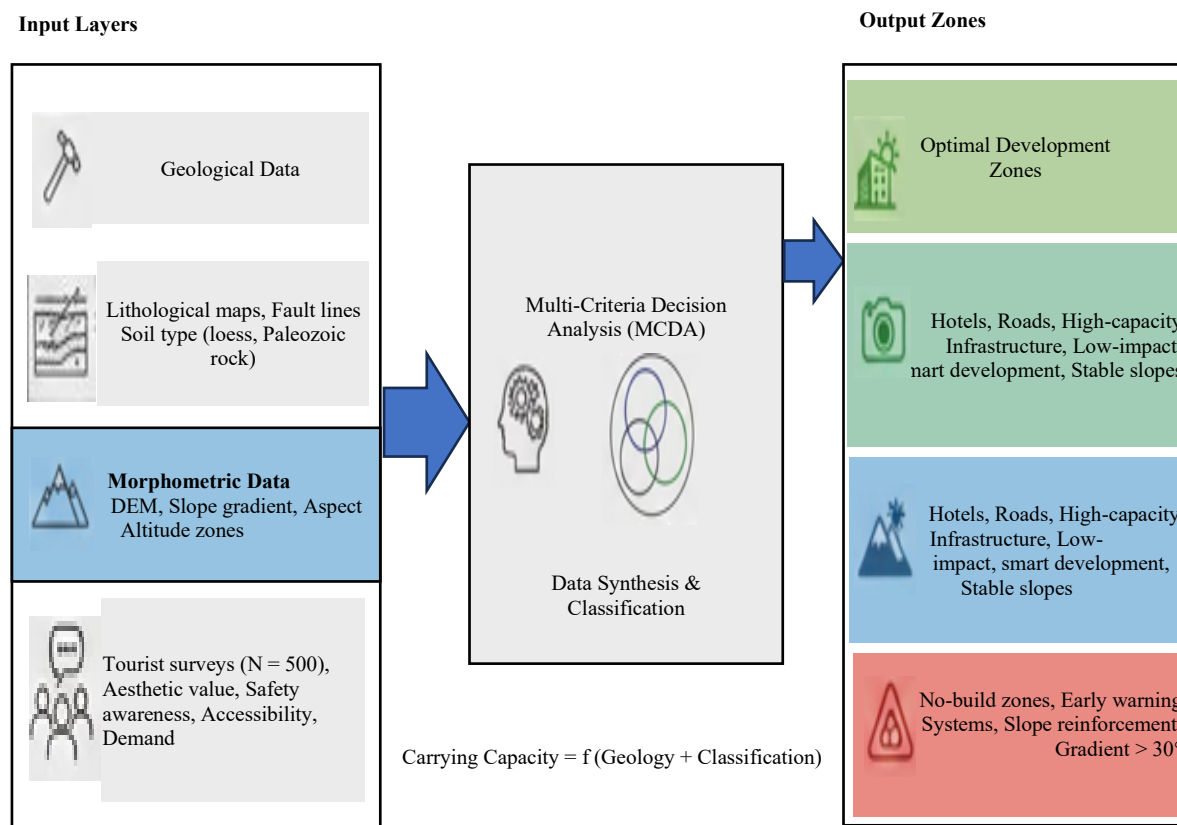 Input Layers
Geological Data
Lithological maps, Fault lines
Soil type (loess, Paleozoic
rock)
Morphometric Data
DEM, Slope gradient, Aspect
Altitude zones
Tourist surveys (N = 500),
Aesthetic value, Safety
awareness, Accessibility,
Demand
Multi-Criteria Decision
Analysis (MCDA)
Data Synthesis &
Classification
Carrying Capacity = f (Geology + Classification)
Output Zones
Optimal Development
Zones
Hotels, Roads, High-capacity
Infrastructure, Low-impact
nart development, Stable slopes
Hotels, Roads, High-capacity
Infrastructure, Low-
impact, smart development,
Stable slopes
No-build zones, Early warning
Systems, Slope reinforcement
Gradient > 30°